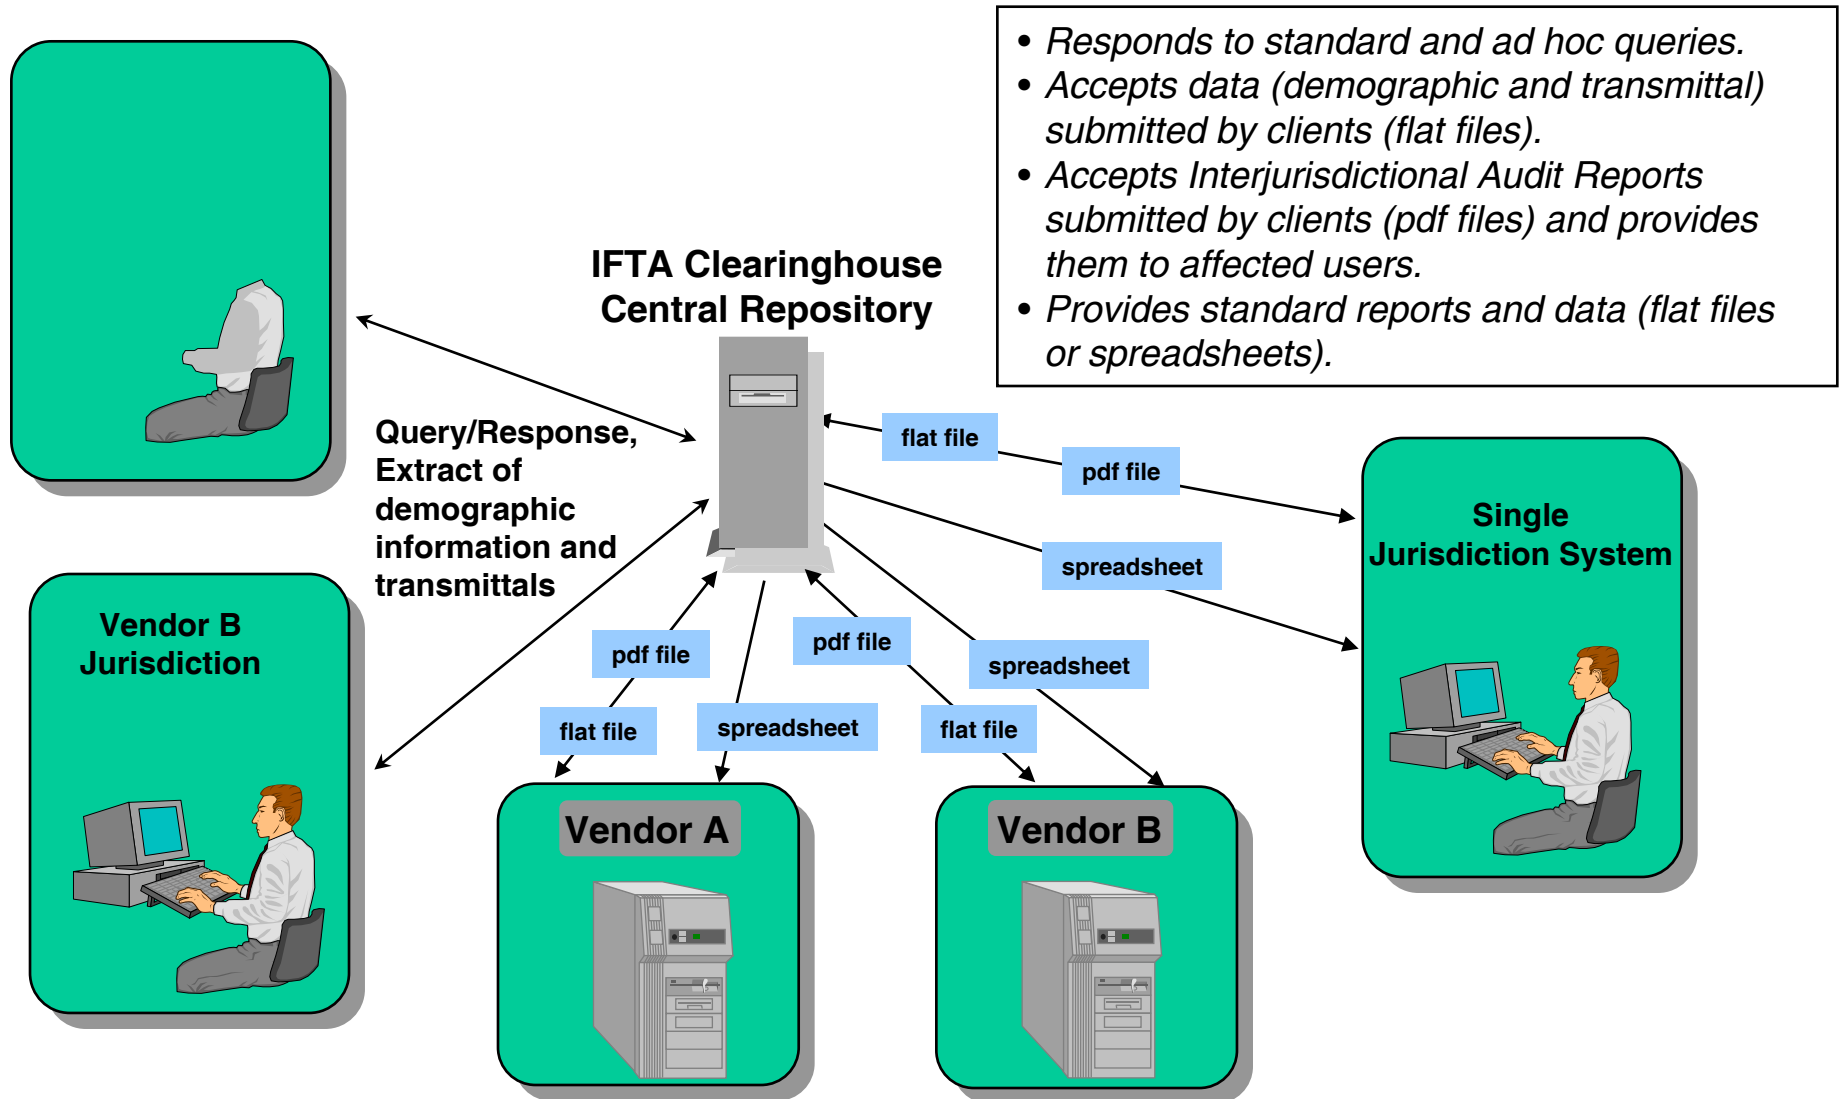 • Responds to standard and ad hoc queries.
• Accepts data (demographic and transmittal)
submitted by clients (flat files).
• Accepts Interjurisdictional Audit Reports
submitted by clients (pdf files) and provides
them to affected users.
• Provides standard reports and data (flat files
or spreadsheets).
IFTA Clearinghouse
Central Repository
Query/Response,
Extract of
demographic
information and
transmittals
flat file
pdf file
spreadsheet
Single
Jurisdiction System
Vendor B
Jurisdiction
pdf file
flat file
spreadsheet
pdf file
flat file
spreadsheet
Vendor A
Vendor B